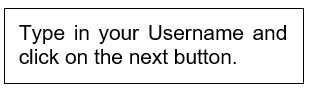 Type in your Username and
click on the next button.